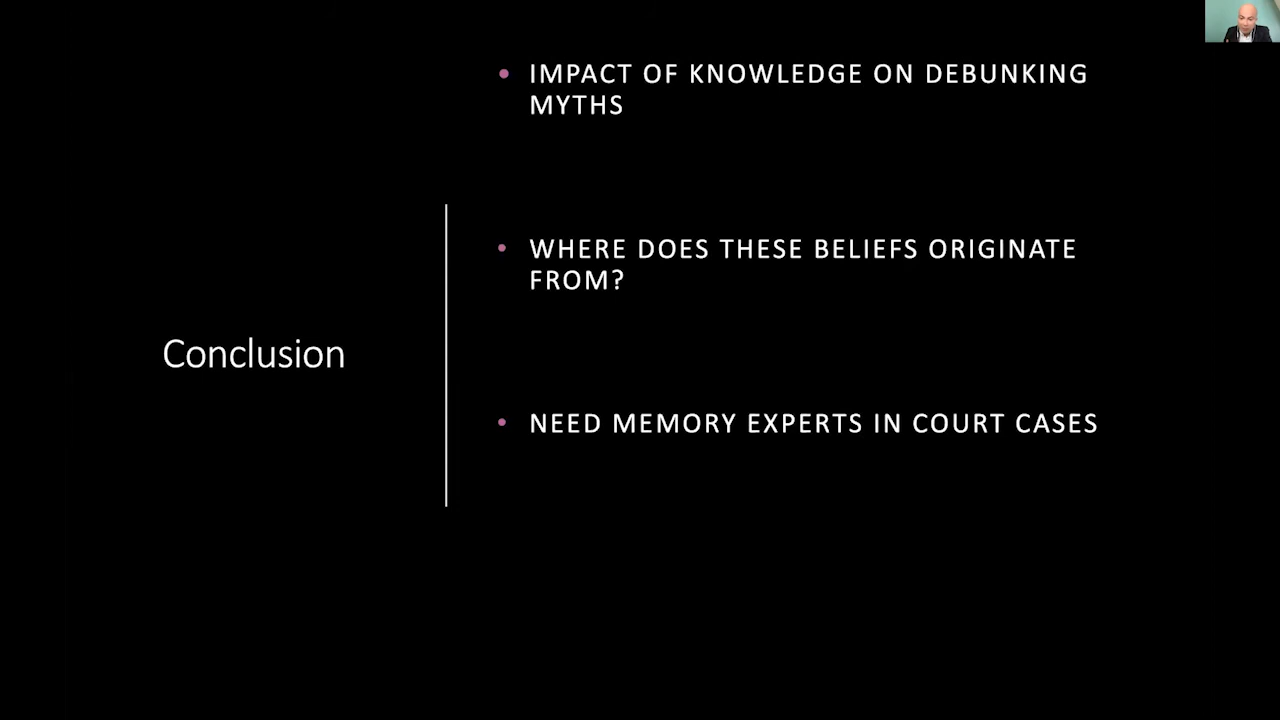 Conclusion
• IMPACT OF KNOWLEDGE ON DEBUNKING
MYTHS
• WHERE DOES THESE BELIEFS ORIGINATE
FROM?
• NEED MEMORY EXPERTS IN COURT CASES